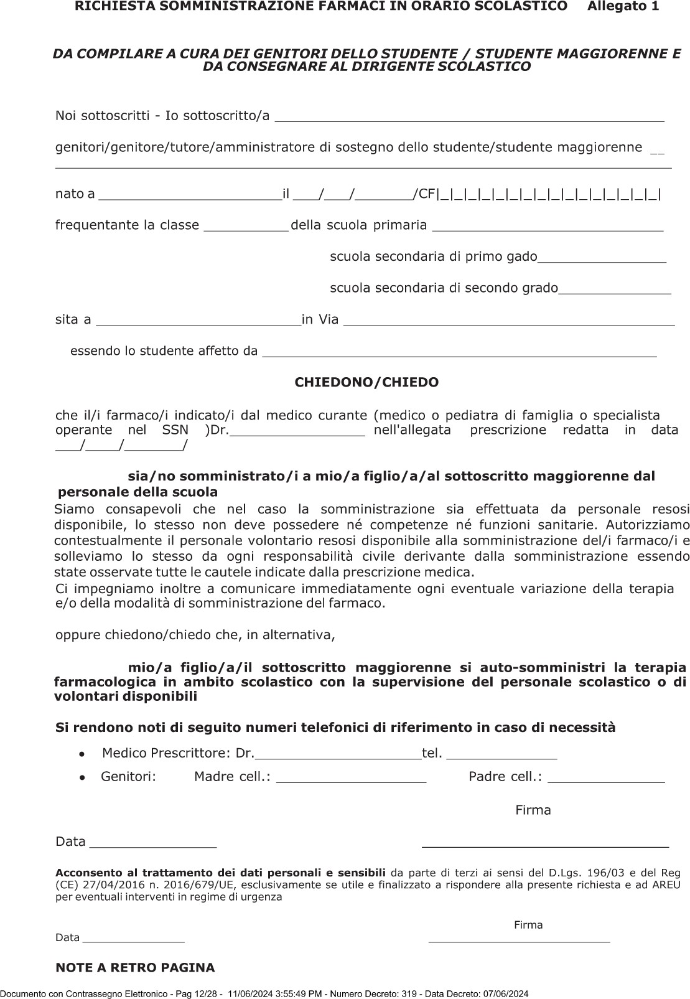 RICHIESTA SOMMINISTRAZIONE FARMACI IN ORARIO SCOLASTICO Allegato 1
DA COMPILARE A CURA DEI GENITORI DELLO STUDENTE / STUDENTE MAGGIORENNE E
DA CONSEGNARE AL DIRIGENTE SCOLASTICO
Noi sottoscritti - Io sottoscritto/a ______________________________
genitori/genitore/tutore/amministratore di sostegno dello studente/studente maggiorenne __
______________________________
nato a ____________________il ___/___/_______/CF|_|_|_|_|_|_|_|_|_|_|_|_|_|_|_|_|
frequentante la classe __________della scuola primaria ______________________
scuola secondaria di primo gado_______________
scuola secondaria di secondo grado_____________
sita a ________________________in Via ______________________________
essendo lo studente affetto da ______________________________
CHIEDONO/CHIEDO
che il/i farmaco/i indicato/i dal medico curante (medico o pediatra di famiglia o specialista
operante nel SSN )Dr.________________ nell'allegata prescrizione redatta in data
___/____/_______/
sia/no somministrato/i a mio/a figlio/a/al sottoscritto maggiorenne dal
personale della scuola
Siamo consapevoli che nel caso la somministrazione sia effettuata da personale resosi
disponibile, lo stesso non deve possedere né competenze né funzioni sanitarie. Autorizziamo
contestualmente il personale volontario resosi disponibile alla somministrazione del/i farmaco/i e
solleviamo lo stesso da ogni responsabilità civile derivante dalla somministrazione essendo
state osservate tutte le cautele indicate dalla prescrizione medica.
Ci impegniamo inoltre a comunicare immediatamente ogni eventuale variazione della terapia
e/o della modalità di somministrazione del farmaco.
oppure chiedono/chiedo che, in alternativa,
mio/a figlio/a/il sottoscritto maggiorenne si auto-somministri la terapia
farmacologica in ambito scolastico con la supervisione del personale scolastico o di
volontari disponibili
Si rendono noti di seguito numeri telefonici di riferimento in caso di necessità
• Medico Prescrittore: Dr.____________________tel. _____________
• Genitori: Madre cell.: __________________ Padre cell.: ______________
Firma
Data _______________ ______________________________
Acconsento al trattamento dei dati personali e sensibili da parte di terzi ai sensi del D.Lgs. 196/03 e del Reg
(CE) 27/04/2016 n. 2016/679/UE, esclusivamente se utile e finalizzato a rispondere alla presente richiesta e ad AREU
per eventuali interventi in regime di urgenza
Firma
Data _______________ ___________________________
NOTE A RETRO PAGINA
Documento con Contrassegno Elettronico - Pag 12/28 - 11/06/2024 3:55:49 PM - Numero Decreto: 319 - Data Decreto: 07/06/2024